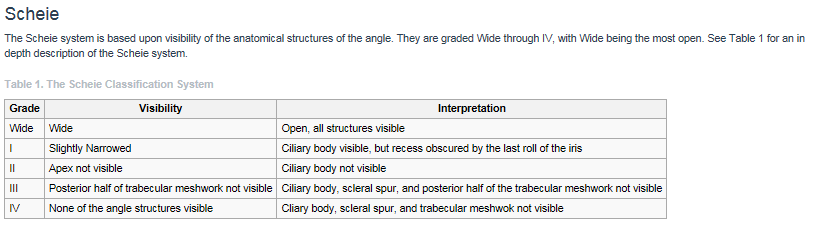 Scheie
The Scheie system is based upon visibility of the anatomical structures of the angle. They are graded Wide through IV, with Wide being the most open. See Table 1 for an in
depth description of the Scheie system.
Table 1. The Scheie Classification System
Grade Visibility Interpretation
Wide Wide Open, all structures visible
I Slightly Narrowed Ciliary body visible, but recess obscured by the last roll of the iris
II Apex not visible Ciliary body not visible
III Posterior half of trabecular meshwork not visible Ciliary body, scleral spur, and posterior half of the trabecular meshwork not visible
IV None of the angle structures visible Cliary body, scleral spur, and trabecular meshwok not visible